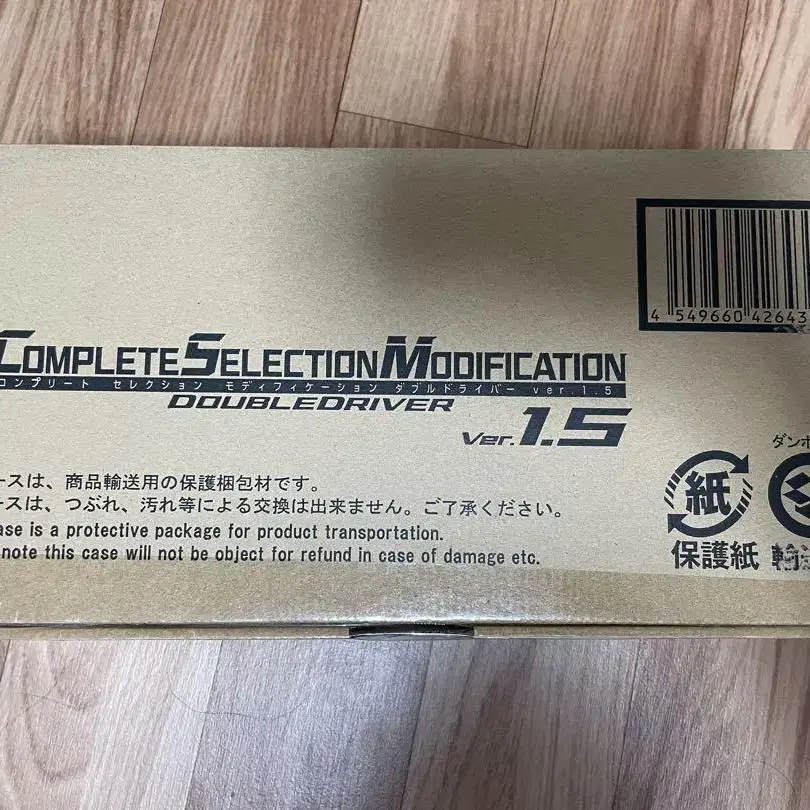 4 549660 42643
COMPLETE SELECTION MODIFICATION
コンプリート セレクション モディフィケーション ダブルドライバー ver.1.5
DOUBLEDRIVER
Ver. 1.5
ースは、商品輸送用の保護梱包材です。
ースは、つぶれ、汚れ等による交換は出来ません。ご了承ください。
ase is a protective package for product transportation.
note this case will not be object for refund in case of damage etc.
紙
保護紙
ダンボ
輸送